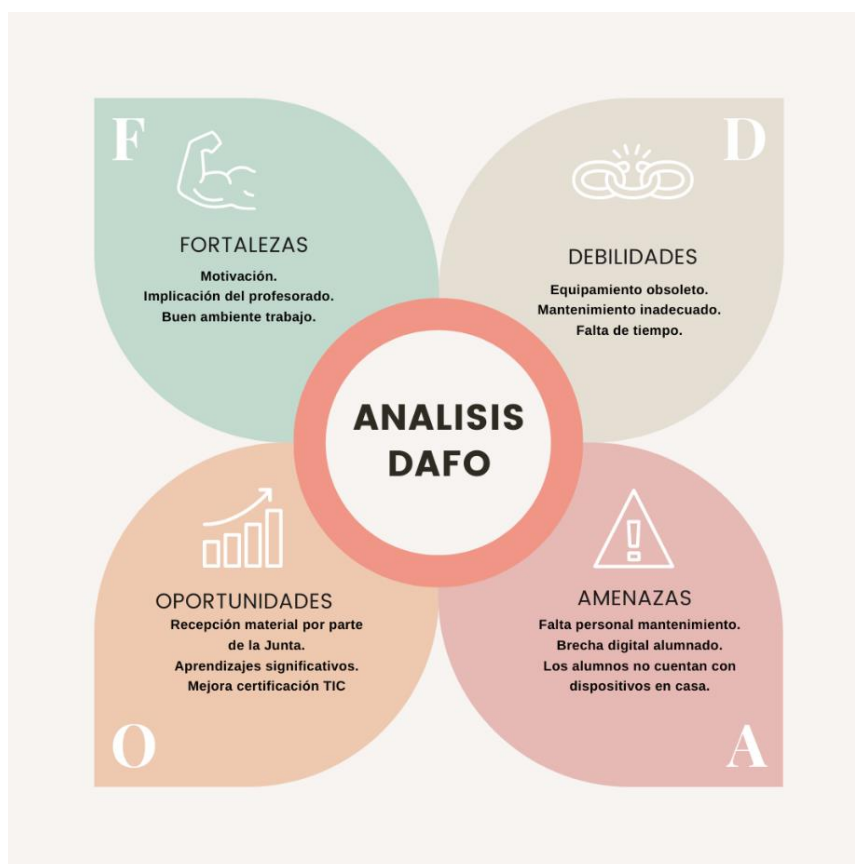 F
FORTALEZAS
Motivación.
Implicación del profesorado.
Buen ambiente trabajo.
D
DEBILIDADES
Equipamiento obsoleto.
Mantenimiento inadecuado.
Falta de tiempo.
ANALISIS
DAFO
OPORTUNIDADES
Recepción material por parte
de la Junta.
Aprendizajes significativos.
Mejora certificación TIC
O
AMENAZAS
Falta personal mantenimiento.
Brecha digital alumnado.
Los alumnos no cuentan con
dispositivos en casa.
A